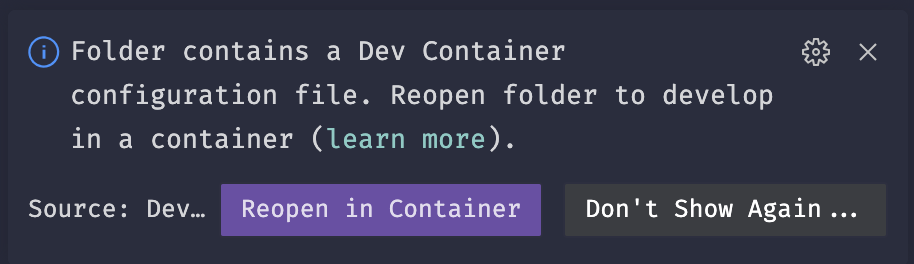 Folder contains a Dev Container
configuration file. Reopen folder to develop
in a container (learn more).
Source: Dev… Reopen in Container Don't Show Again...